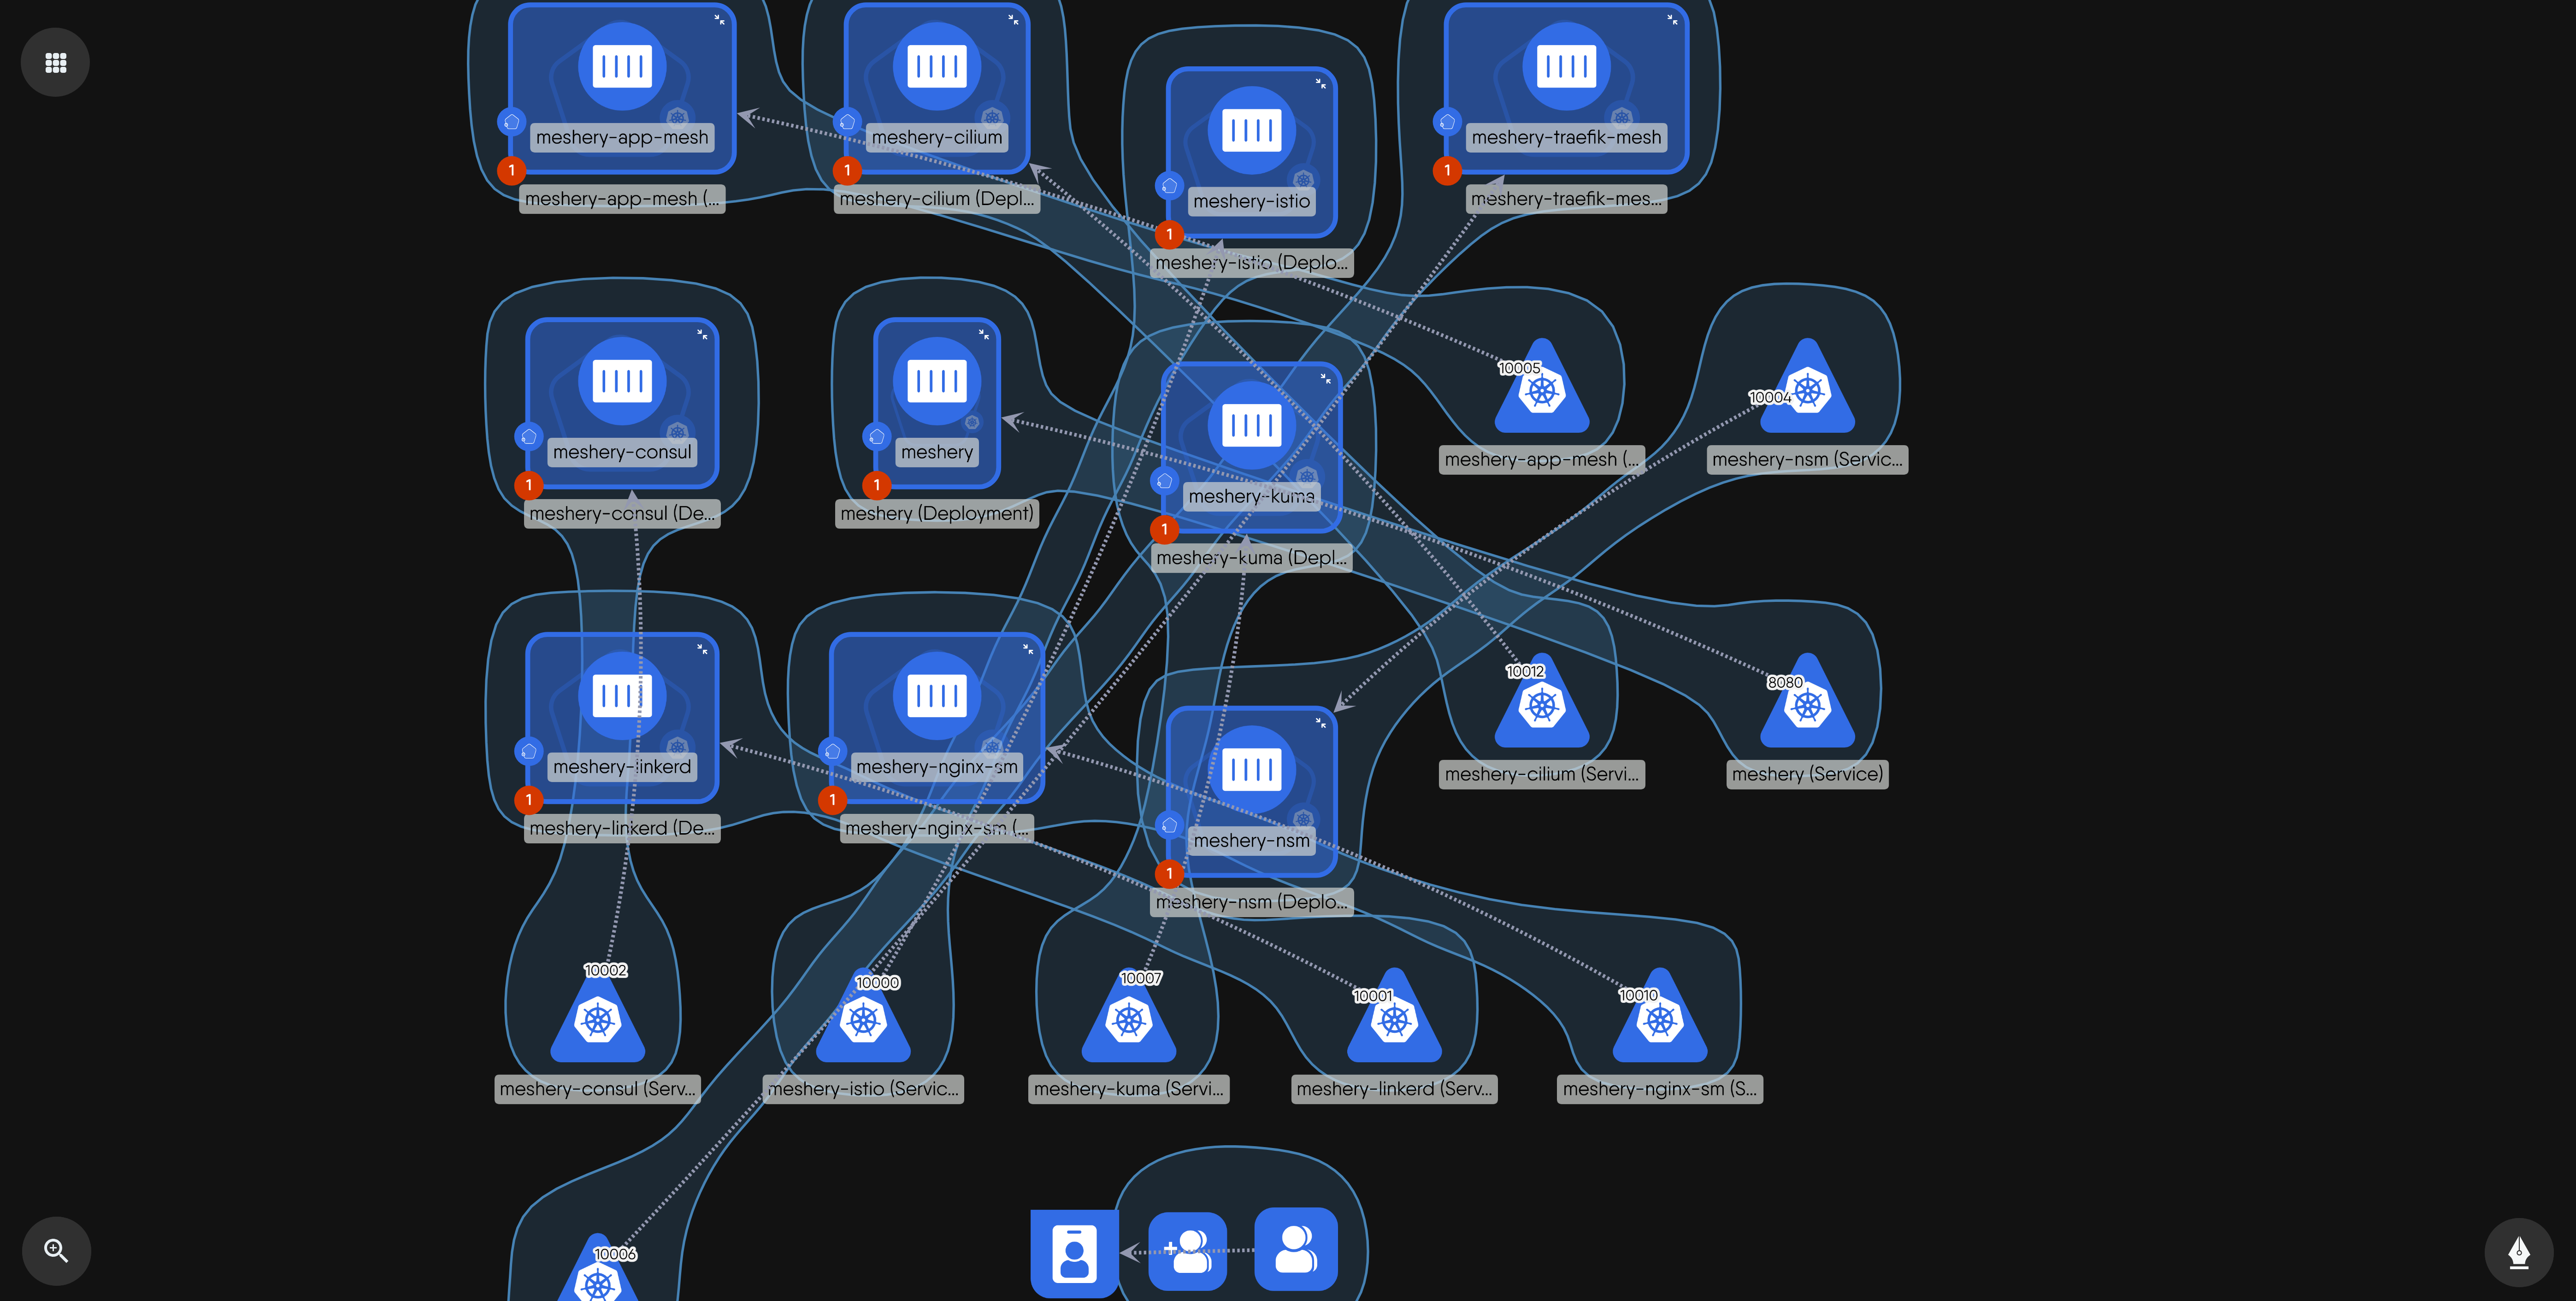 meshery-app-mesh
1
meshery-app-mesh (...
meshery-cilium
1
meshery-cilium (Depl...
meshery-istio
1
meshery-istio (Deplo...
meshery-traefik-mesh
1
meshery-traefik-mes...
meshery-consul
1
meshery-consul (De...
meshery
1
meshery (Deployment)
meshery-kuma
1
meshery-kuma (Depl...
10005
meshery-app-mesh (...
10004
meshery-nsm (Servic...
meshery-linkerd
1
meshery-linkerd (De...
meshery-nginx-sm
1
meshery-nginx-sm (...
meshery-nsm
1
meshery-nsm (Deplo...
10012
meshery-cilium (Servi...
8080
meshery (Service)
10002
meshery-consul (Serv...
10000
meshery-istio (Servic...
10007
meshery-kuma (Servi...
10001
meshery-linkerd (Serv...
10010
meshery-nginx-sm (S...
10006